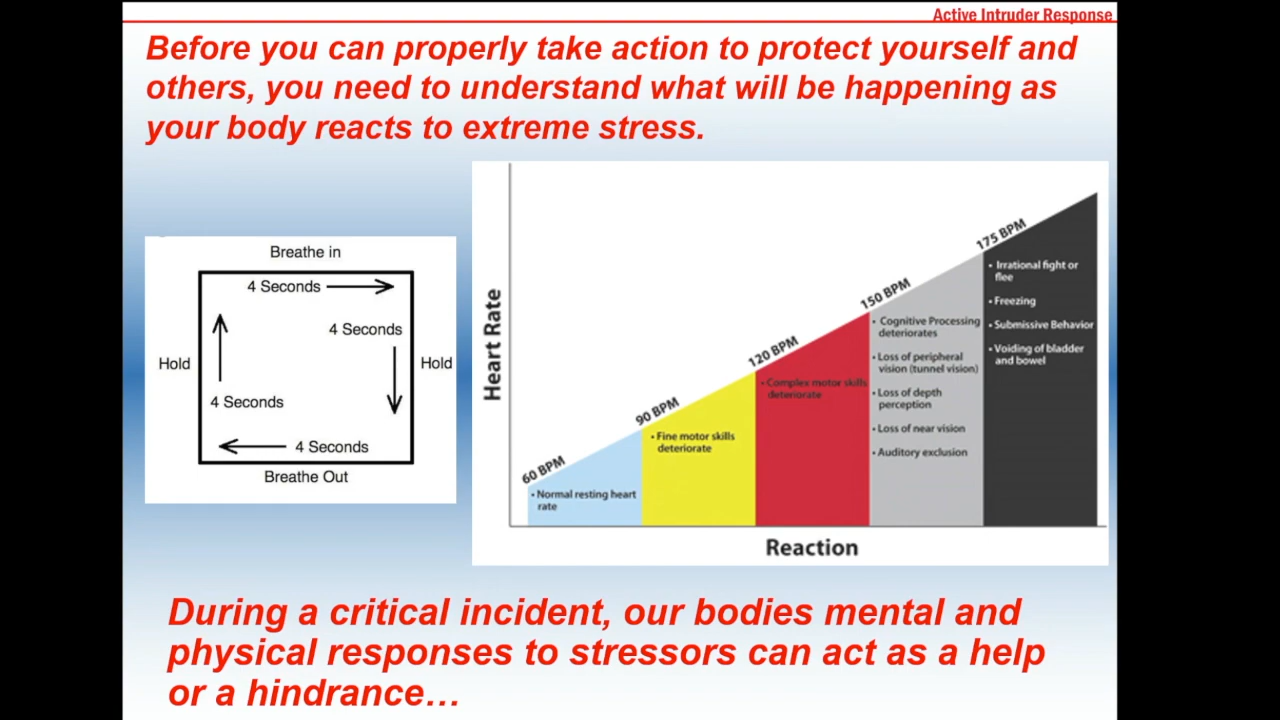 Active Intruder Response
Before you can properly take action to protect yourself and
others, you need to understand what will be happening as
your body reacts to extreme stress.
Breathe in
4 Seconds
4 Seconds
Hold
Hold
4 Seconds
4 Seconds
Breathe Out
Heart Rate
60 BPM
• Normal resting heart
rate
90 BPM
• Fine motor skills
deteriorate
120 BPM
• Complex motor skills
deteriorate
150 BPM
• Cognitive Processing
deteriorates
• Loss of peripheral
vision (tunnel vision)
• Loss of depth
perception
• Loss of near vision
• Auditory exclusion
175 BPM
• Irrational fight or
flee
• Freezing
• Submissive Behavior
• Voiding of bladder
and bowel
Reaction
During a critical incident, our bodies mental and
physical responses to stressors can act as a help
or a hindrance…